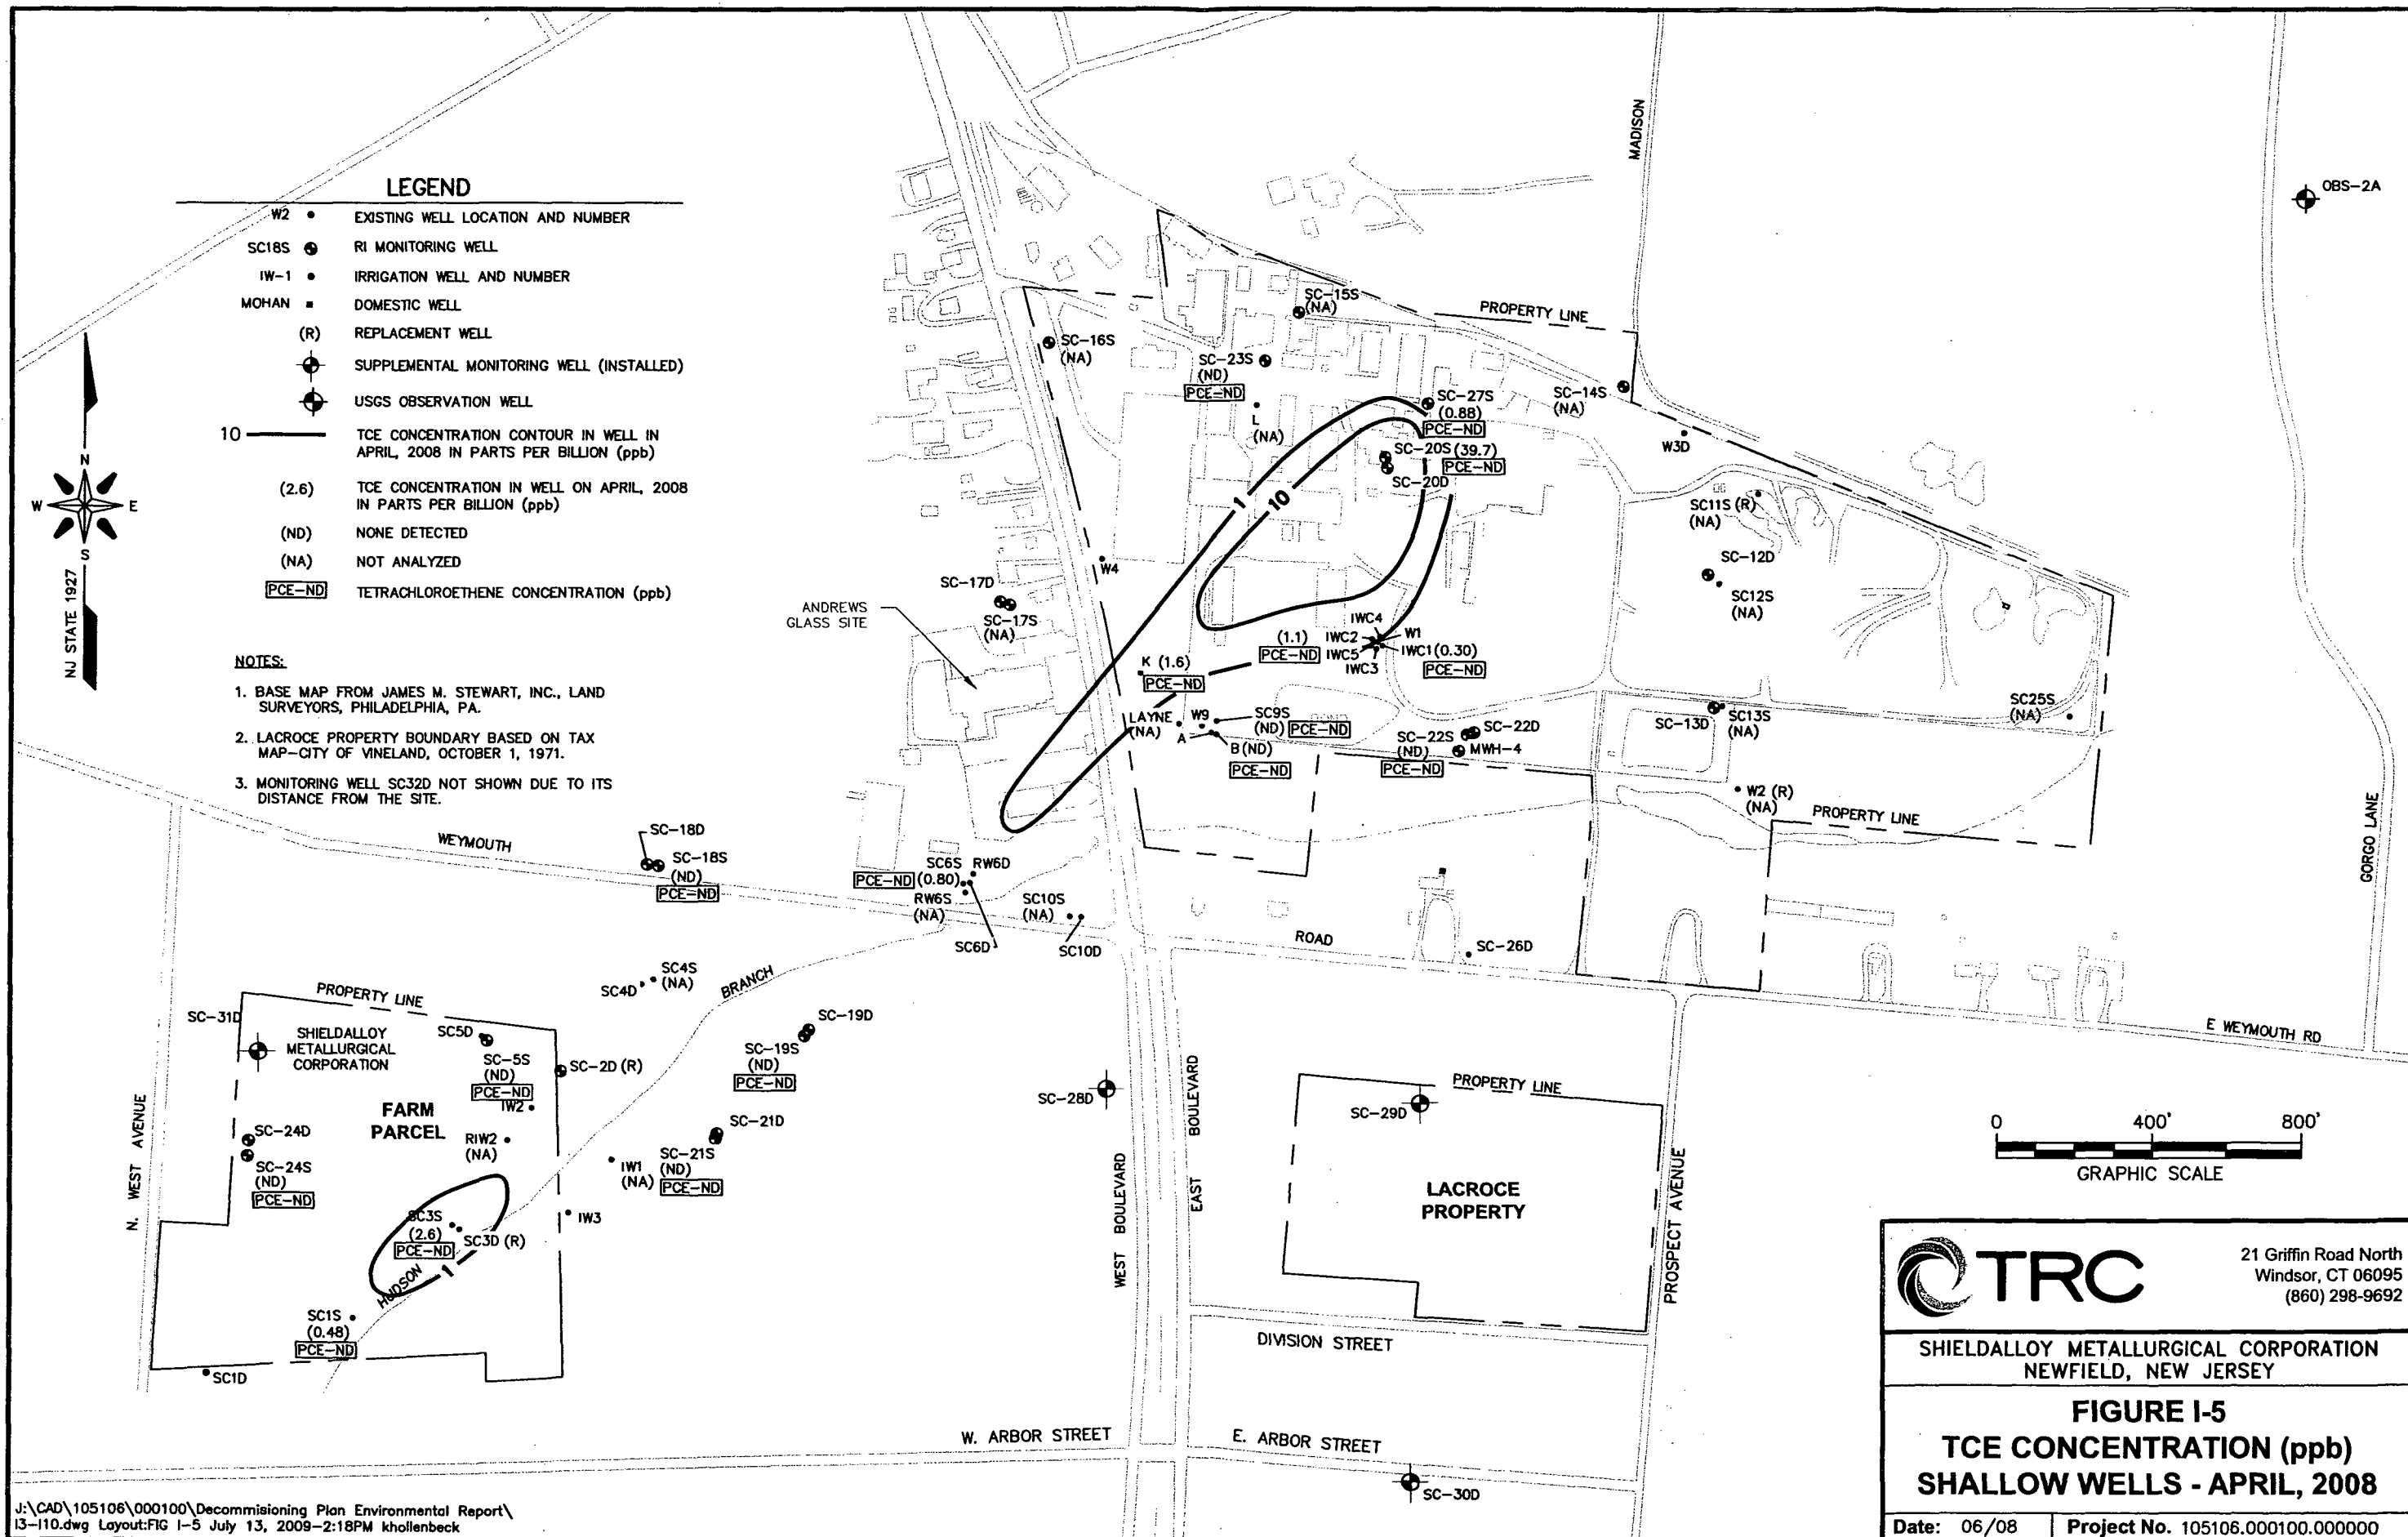 LEGEND
W2 EXISTING WELL LOCATION AND NUMBER
SC18S RI MONITORING WELL
IW-1 IRRIGATION WELL AND NUMBER
MOHAN DOMESTIC WELL
(R) REPLACEMENT WELL
SUPPLEMENTAL MONITORING WELL (INSTALLED)
USGS OBSERVATION WELL
10 TCE CONCENTRATION CONTOUR IN WELL IN
APRIL, 2008 IN PARTS PER BILLION (ppb)
(2.6) TCE CONCENTRATION IN WELL ON APRIL, 2008
IN PARTS PER BILLION (ppb)
(ND) NONE DETECTED
(NA) NOT ANALYZED
PCE-ND TETRACHLOROETHENE CONCENTRATION (ppb)
N
W E
S
NJ STATE 1927
NOTES:
1. BASE MAP FROM JAMES M. STEWART, INC., LAND
SURVEYORS, PHILADELPHIA, PA.
2. LACROCE PROPERTY BOUNDARY BASED ON TAX
MAP-CITY OF VINELAND, OCTOBER 1, 1971.
3. MONITORING WELL SC32D NOT SHOWN DUE TO ITS
DISTANCE FROM THE SITE.
MADISON
OBS-2A
SC-15S
(NA)
PROPERTY LINE
SC-16S
(NA)
SC-23S
(ND)
PCE-ND
L
(NA)
SC-27S
(0.88)
PCE-ND
SC-14S
(NA)
W3D
SC-20S (39.7)
PCE-ND
SC-20D
1
10
SC11S (R)
(NA)
SC-12D
SC12S
(NA)
W4
SC-17D
SC-17S
(NA)
ANDREWS
GLASS SITE
IWC4
IWC2
W1
(1.1)
PCE-ND
IWC5
IWC1 (0.30)
PCE-ND
IWC3
K (1.6)
PCE-ND
LAYNE
(NA)
W9
A
SC9S
(ND) PCE-ND
B (ND)
PCE-ND
POND
SC-22S
(ND)
PCE-ND
SC-22D
MWH-4
SC-13D
SC13S
(NA)
SC25S
(NA)
W2 (R)
(NA)
PROPERTY LINE
GORGO LANE
WEYMOUTH
SC-18D
SC-18S
(ND)
PCE-ND
SC6S
RW6D
PCE-ND (0.80)
RW6S
(NA)
SC6D
SC10S
(NA)
SC10D
ROAD
SC-26D
E WEYMOUTH RD
SC4S
(NA)
SC4D
BRANCH
PROPERTY LINE
SC-31D
SHIELDALLOY
METALLURGICAL
CORPORATION
SC5D
SC-5S
(ND)
PCE-ND
IW2
SC-2D (R)
FARM
PARCEL
RIW2
(NA)
SC-19D
SC-19S
(ND)
PCE-ND
SC-21D
SC-21S
(ND)
PCE-ND
IW1
(NA)
IW3
SC-24D
SC-24S
(ND)
PCE-ND
N. WEST AVENUE
SC3S
(2.6)
PCE-ND
SC3D (R)
HUDSON
1
SC1S
(0.48)
PCE-ND
SC1D
SC-28D
WEST BOULEVARD
EAST BOULEVARD
PROPERTY LINE
SC-29D
LACROCE
PROPERTY
PROSPECT AVENUE
DIVISION STREET
W. ARBOR STREET
E. ARBOR STREET
SC-30D
0 400' 800'
GRAPHIC SCALE
TRC
21 Griffin Road North
Windsor, CT 06095
(860) 298-9692
SHIELDALLOY METALLURGICAL CORPORATION
NEWFIELD, NEW JERSEY
FIGURE I-5
TCE CONCENTRATION (ppb)
SHALLOW WELLS - APRIL, 2008
Date: 06/08 Project No. 105106.000100.000000
J:\CAD\105106\000100\Decommisioning Plan Environmental Report\
I3-I10.dwg Layout:FIG I-5 July 13, 2009-2:18PM khollenbeck